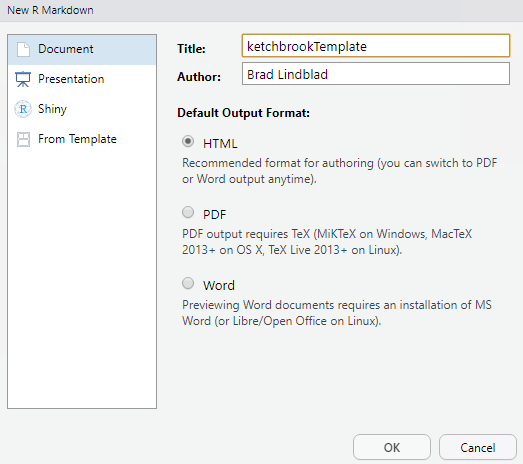 New R Markdown
Document
Presentation
R Shiny
From Template
Title: ketchbrookTemplate
Author: Brad Lindblad
Default Output Format:
HTML
Recommended format for authoring (you can switch to PDF
or Word output anytime).
PDF
PDF output requires TeX (MiKTeX on Windows, MacTeX
2013+ on OS X, TeX Live 2013+ on Linux).
Word
Previewing Word documents requires an installation of MS
Word (or Libre/Open Office on Linux).
OK Cancel